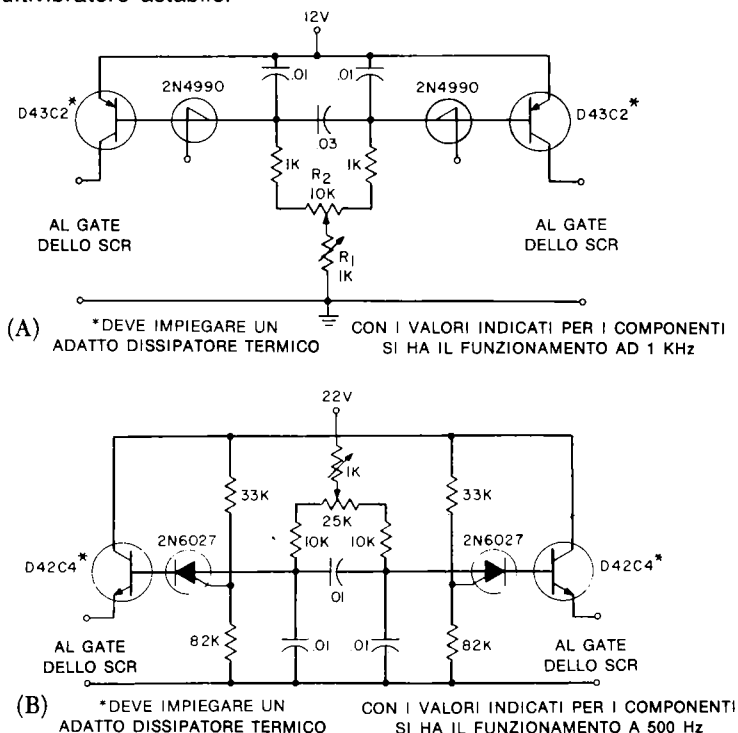 multivibratore astabile.
12V
.01
.01
2N4990
2N4990
D43C2*
D43C2*
.03
1K
1K
R2
10K
AL GATE
DELLO SCR
AL GATE
DELLO SCR
R1
1K
(A)
*DEVE IMPIEGARE UN
ADATTO DISSIPATORE TERMICO
CON I VALORI INDICATI PER I COMPONENTI
SI HA IL FUNZIONAMENTO AD 1 KHz
22V
1K
33K
33K
25K
2N6027
10K
10K
2N6027
D42C4*
D42C4*
.01
82K
.01
.01
82K
AL GATE
DELLO SCR
AL GATE
DELLO SCR
(B)
*DEVE IMPIEGARE UN
ADATTO DISSIPATORE TERMICO
CON I VALORI INDICATI PER I COMPONENTI
SI HA IL FUNZIONAMENTO A 500 Hz